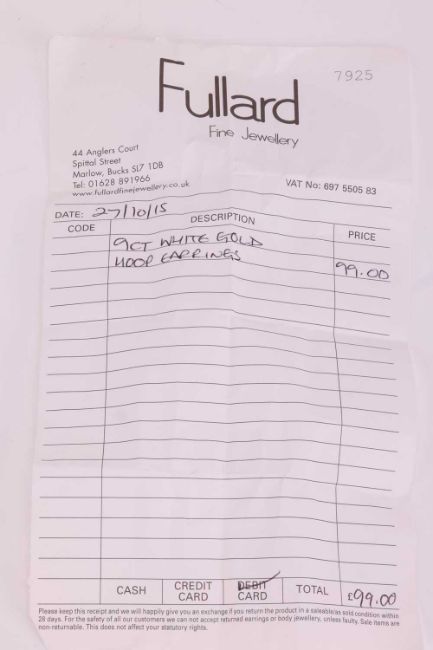 7925
Fullard
Fine Jewellery
44 Anglers Court
Spittal Street
Marlow, Bucks SL7 1DB
Tel: 01628 891966
www.fullardfinejewellery.co.uk
VAT No: 697 5505 83
DATE: 27/10/15
CODE DESCRIPTION PRICE
9CT WHITE GOLD
HOOP EARRINGS 99.00
CASH CREDIT CARD DEBIT CARD TOTAL £99.00
Please keep this receipt and we will happily give you an exchange if you return the product in a saleable/as sold condition within
28 days. For the safety of all our customers we can not accept returned earrings or body jewellery, unless faulty. Sale items are
non-returnable. This does not affect your statutory rights.